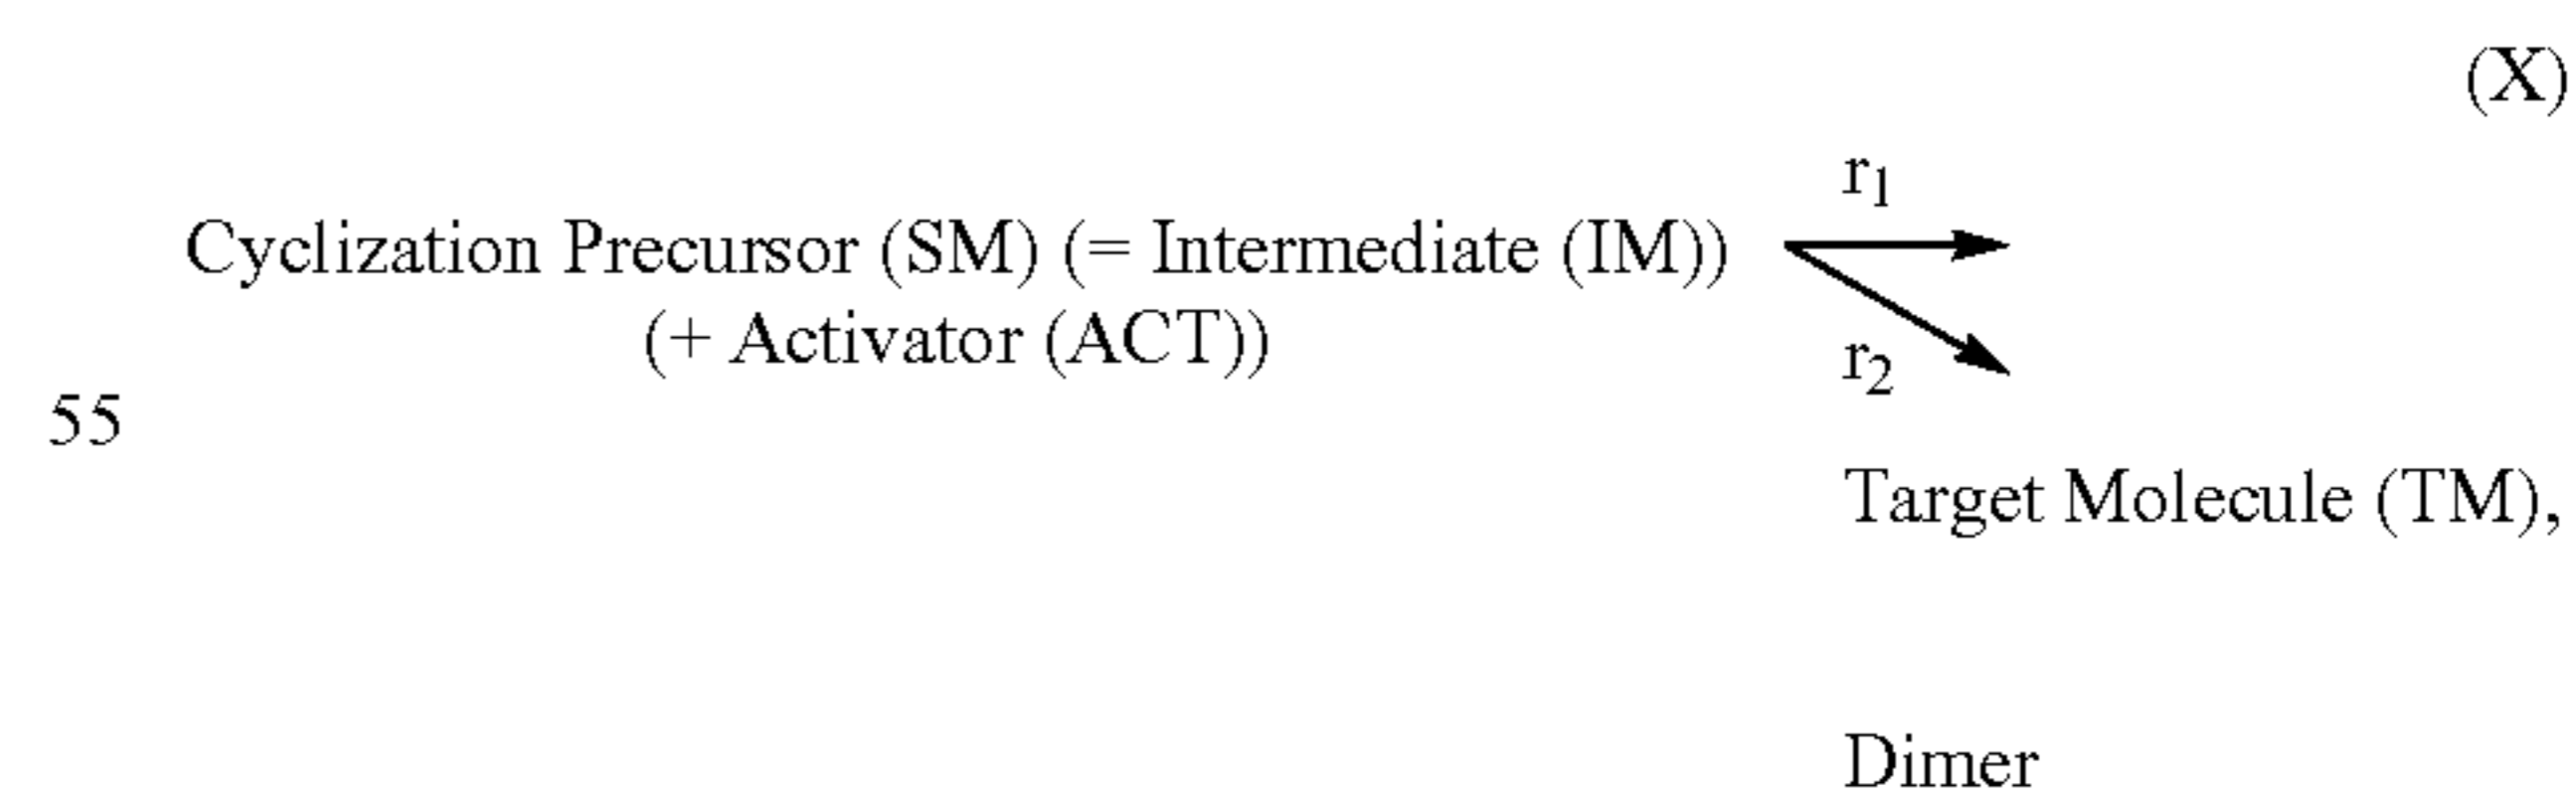 (X)
r1
Cyclization Precursor (SM) (= Intermediate (IM))
(+ Activator (ACT))
r2
55
Target Molecule (TM),
Dimer